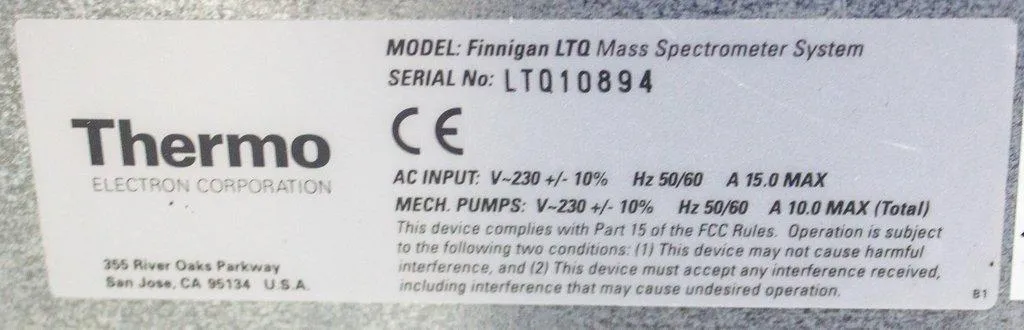 MODEL: Finnigan LTQ Mass Spectrometer System
SERIAL No: LTQ10894
CE
Thermo
ELECTRON CORPORATION
AC INPUT: V~230 +/- 10% Hz 50/60 A 15.0 MAX
MECH. PUMPS: V~230 +/- 10% Hz 50/60 A 10.0 MAX (Total)
This device complies with Part 15 of the FCC Rules. Operation is subject
to the following two conditions: (1) This device may not cause harmful
interference, and (2) This device must accept any interference received,
including interference that may cause undesired operation.
355 River Oaks Parkway
San Jose, CA 95134 U.S.A.
B1